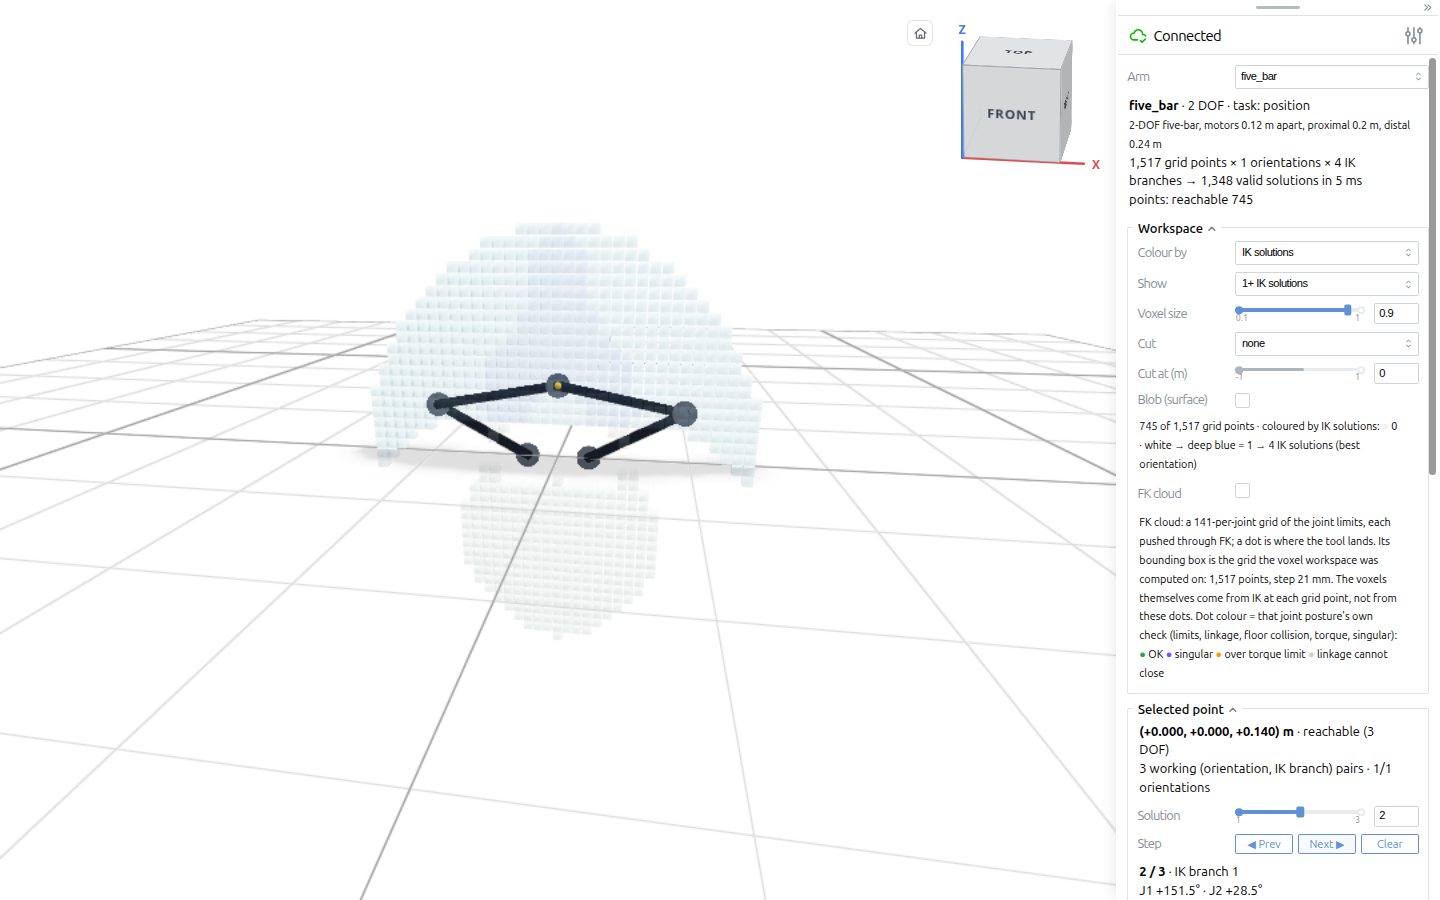 Z
TOP
FRONT
X
»
Connected
Arm
five_bar
five_bar · 2 DOF · task: position
2-DOF five-bar, motors 0.12 m apart, proximal 0.2 m, distal
0.24 m
1,517 grid points × 1 orientations × 4 IK
branches → 1,348 valid solutions in 5 ms
points: reachable 745
Workspace
Colour by
IK solutions
Show
1+ IK solutions
Voxel size
0.1
1
0.9
Cut
none
Cut at (m)
-1
1
0
Blob (surface)
745 of 1,517 grid points · coloured by IK solutions: 0
· white → deep blue = 1 → 4 IK solutions (best
orientation)
FK cloud
FK cloud: a 141-per-joint grid of the joint limits, each
pushed through FK; a dot is where the tool lands. Its
bounding box is the grid the voxel workspace was
computed on: 1,517 points, step 21 mm. The voxels
themselves come from IK at each grid point, not from
these dots. Dot colour = that joint posture's own
check (limits, linkage, floor collision, torque, singular):
● OK ● singular ● over torque limit ● linkage cannot
close
Selected point
(+0.000, +0.000, +0.140) m · reachable (3
DOF)
3 working (orientation, IK branch) pairs · 1/1
orientations
Solution
1
3
2
Step
◀ Prev
Next ▶
Clear
2 / 3 · IK branch 1
J1 +151.5° · J2 +28.5°